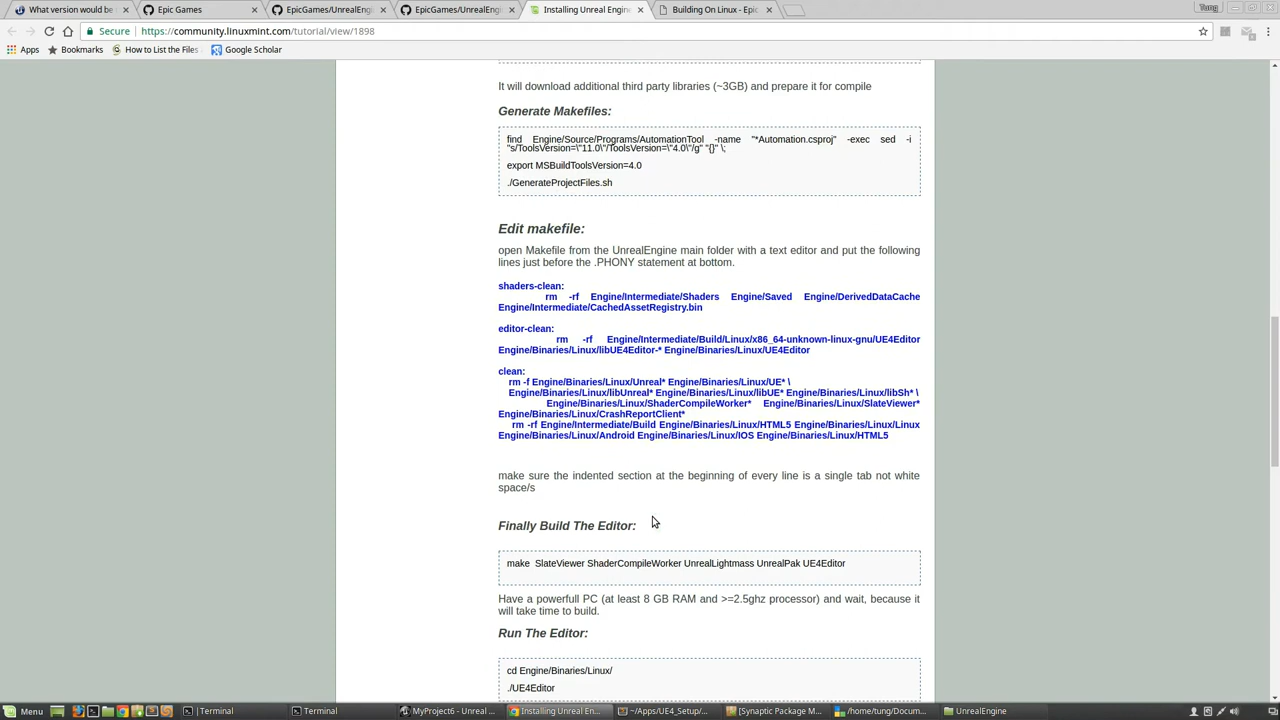 What version would be
Epic Games
EpicGames/UnrealEngi
EpicGames/UnrealEngi
Installing Unreal Engine
Building On Linux - Epic
Tung
Secure https://community.linuxmint.com/tutorial/view/1898
Apps Bookmarks How to List the Files Google Scholar
It will download additional third party libraries (~3GB) and prepare it for compile
Generate Makefiles:
find Engine/Source/Programs/AutomationTool -name "*Automation.csproj" -exec sed -i
"s/ToolsVersion=\"11.0\"/ToolsVersion=\"4.0\"/g" "{}" \;
export MSBuildToolsVersion=4.0
./GenerateProjectFiles.sh
Edit makefile:
open Makefile from the UnrealEngine main folder with a text editor and put the following
lines just before the .PHONY statement at bottom.
shaders-clean:
rm -rf Engine/Intermediate/Shaders Engine/Saved Engine/DerivedDataCache
Engine/Intermediate/CachedAssetRegistry.bin
editor-clean:
rm -rf Engine/Intermediate/Build/Linux/x86_64-unknown-linux-gnu/UE4Editor
Engine/Binaries/Linux/libUE4Editor-* Engine/Binaries/Linux/UE4Editor
clean:
rm -f Engine/Binaries/Linux/Unreal* Engine/Binaries/Linux/UE* \
Engine/Binaries/Linux/libUnreal* Engine/Binaries/Linux/libUE* Engine/Binaries/Linux/libSh* \
Engine/Binaries/Linux/ShaderCompileWorker* Engine/Binaries/Linux/SlateViewer*
Engine/Binaries/Linux/CrashReportClient*
rm -rf Engine/Intermediate/Build Engine/Binaries/Linux/HTML5 Engine/Binaries/Linux/Linux
Engine/Binaries/Linux/Android Engine/Binaries/Linux/IOS Engine/Binaries/Linux/HTML5
make sure the indented section at the beginning of every line is a single tab not white
space/s
Finally Build The Editor:
make SlateViewer ShaderCompileWorker UnrealLightmass UnrealPak UE4Editor
Have a powerfull PC (at least 8 GB RAM and >=2.5ghz processor) and wait, because it
will take time to build.
Run The Editor:
cd Engine/Binaries/Linux/
./UE4Editor
Menu
Terminal
Terminal
MyProject6 - Unreal ...
Installing Unreal En...
~/Apps/UE4_Setup/...
[Synaptic Package M...
/home/tung/Docum...
UnrealEngine